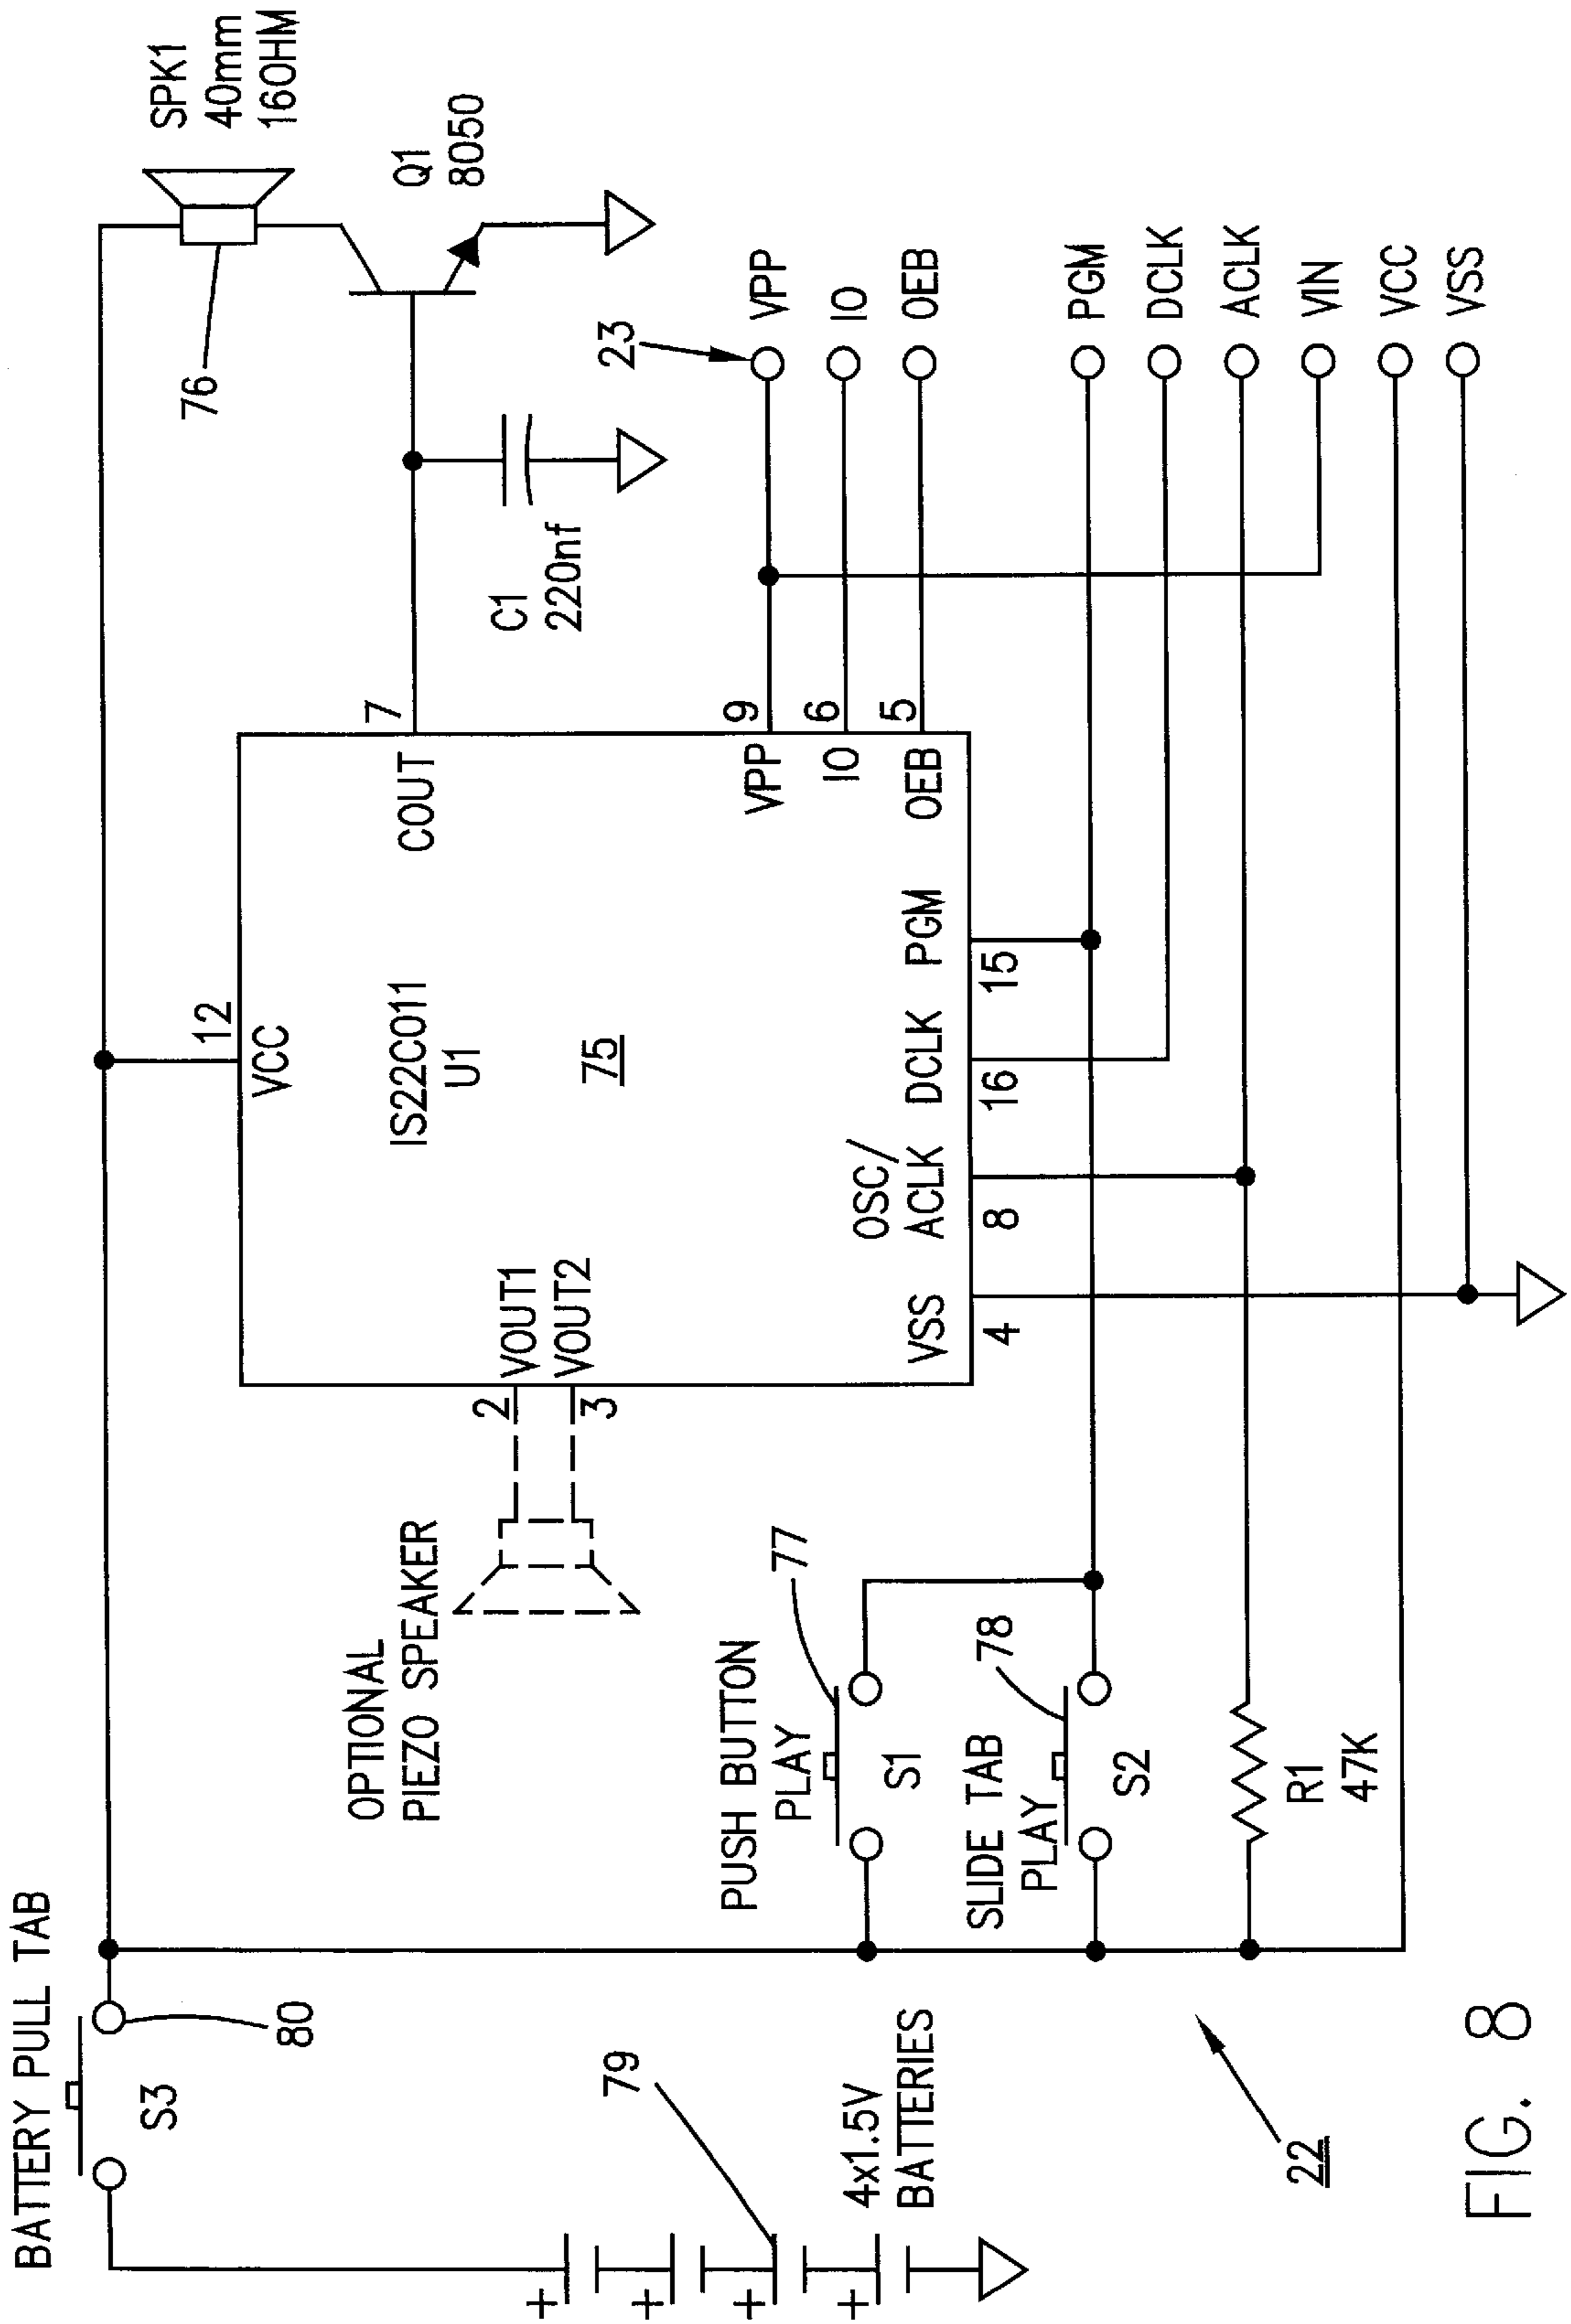 BATTERY PULL TAB
S3
80
79
4x1.5V
BATTERIES
22
FIG. 8
OPTIONAL
PIEZO SPEAKER
PUSH BUTTON
PLAY
77
S1
SLIDE TAB
PLAY
78
S2
R1
47K
2
VOUT1
3
VOUT2
12
VCC
IS22C011
U1
75
COUT
7
VPP
9
IO
6
OEB
5
VSS
4
OSC/
ACLK
8
DCLK
16
PGM
15
C1
220nf
76
SPK1
40mm
16OHM
Q1
8050
23
VPP
IO
OEB
PGM
DCLK
ACLK
VIN
VCC
VSS